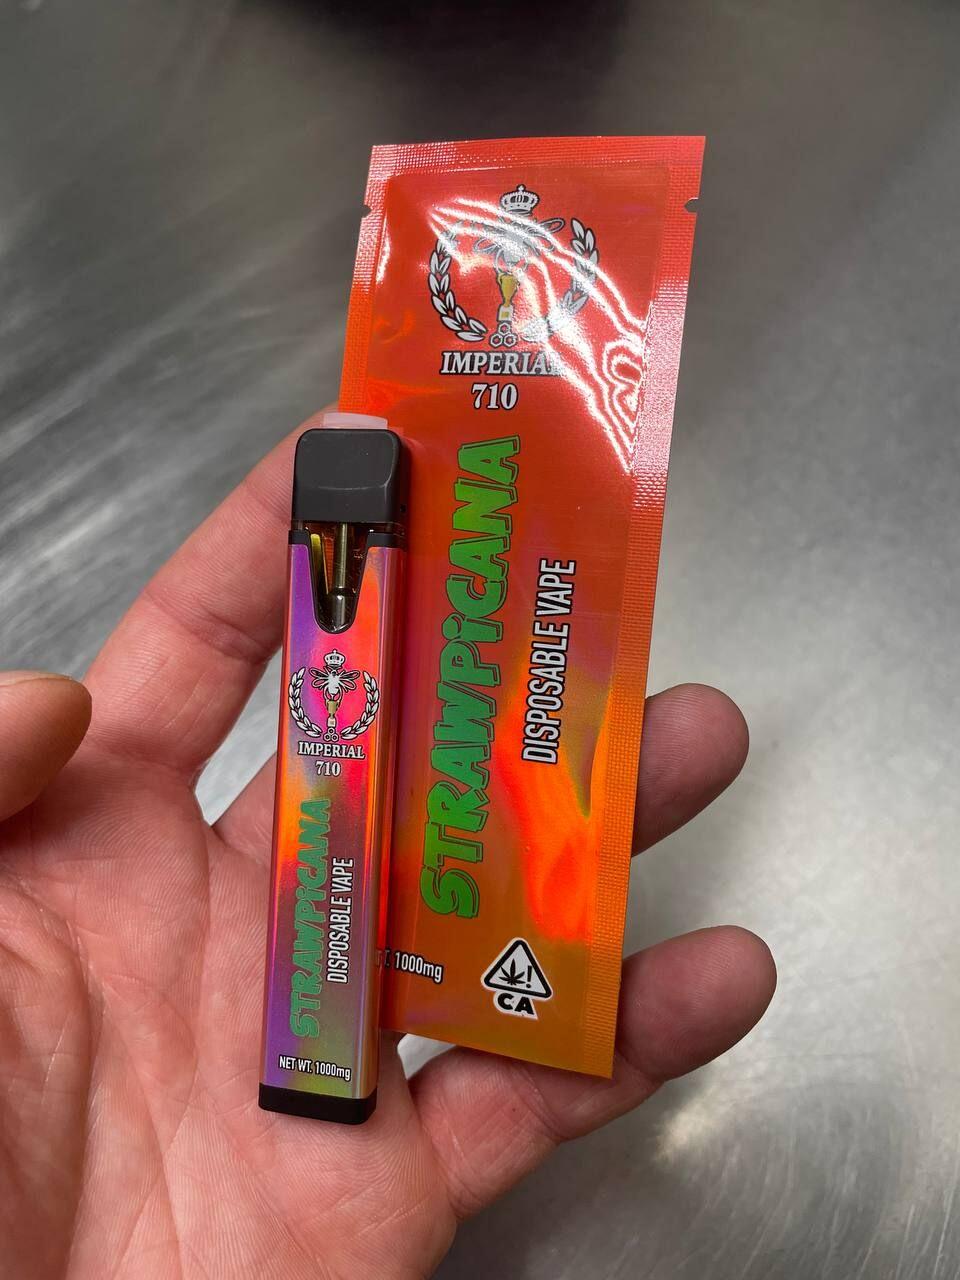 IMPERIAL
710
STRAWPiCANA
DISPOSABLE VAPE
1000mg
CA
IMPERIAL
710
STRAWPiCANA
DISPOSABLE VAPE
NET WT. 1000mg